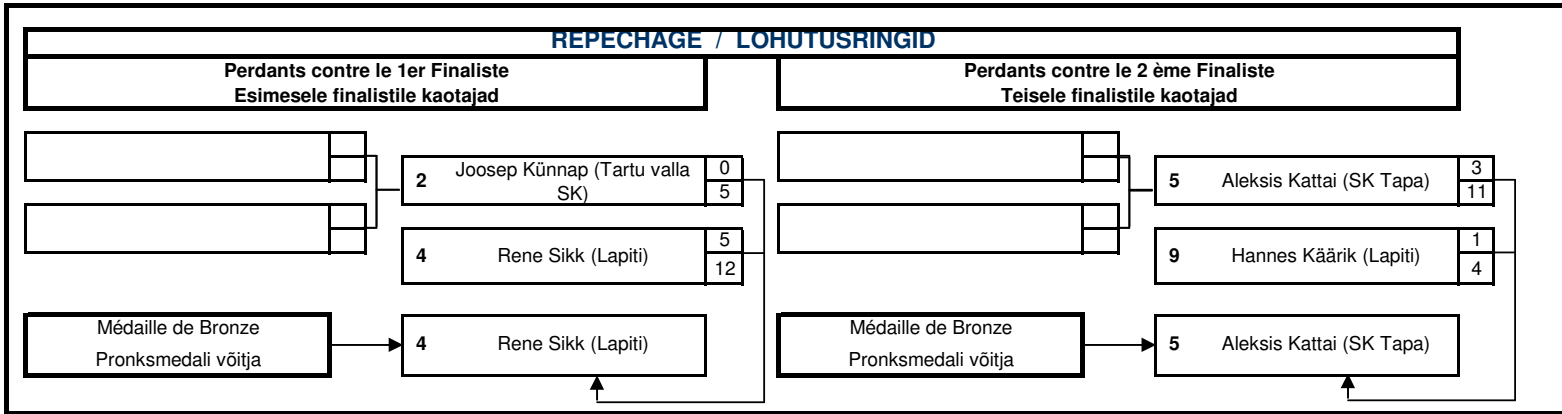 REPECHAGE / LOHUTUSRINGID
Perdants contre le 1er Finaliste
Esimesele finalistile kaotajad
Perdants contre le 2 ème Finaliste
Teisele finalistile kaotajad
2 Joosep Künnap (Tartu valla SK) 0
5
4 Rene Sikk (Lapiti) 5
12
Médaille de Bronze
Pronksmedali võitja
4 Rene Sikk (Lapiti)
5 Aleksis Kattai (SK Tapa) 3
11
9 Hannes Käärik (Lapiti) 1
4
Médaille de Bronze
Pronksmedali võitja
5 Aleksis Kattai (SK Tapa)